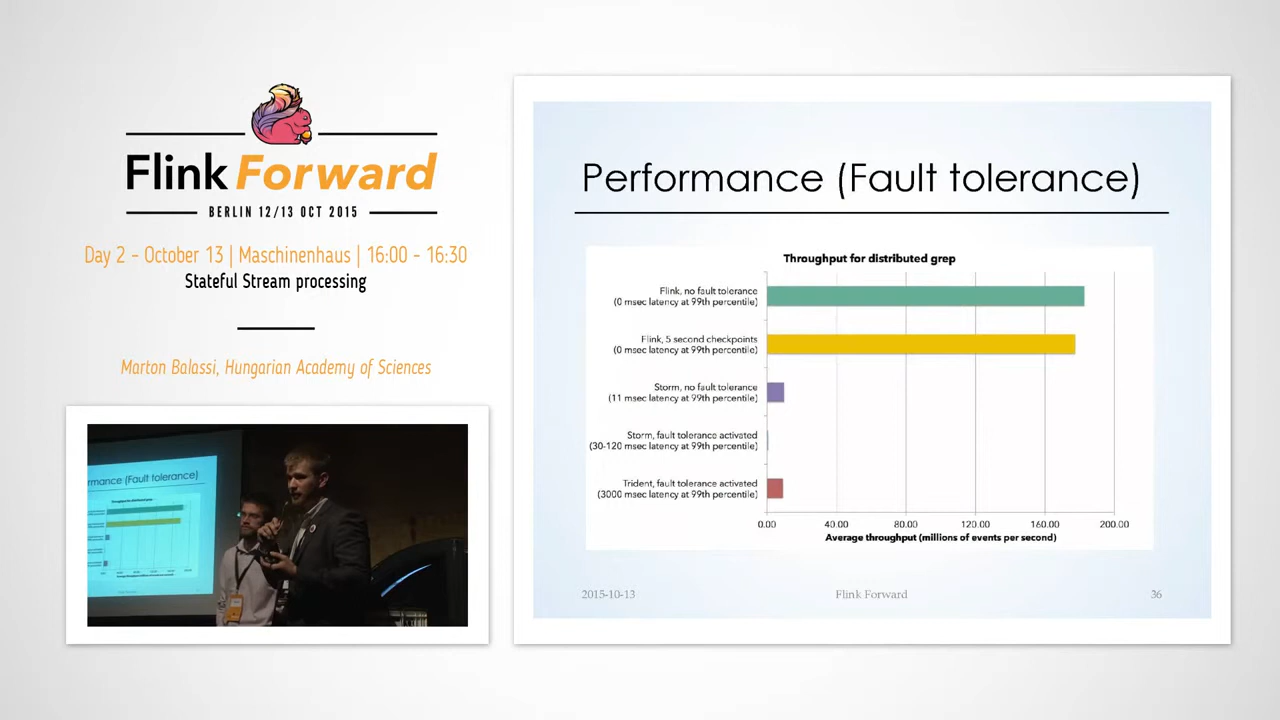 Flink Forward
BERLIN 12/13 OCT 2015
Day 2 - October 13 | Maschinenhaus | 16:00 - 16:30
Stateful Stream processing
Marton Balassi, Hungarian Academy of Sciences
Performance (Fault tolerance)
Throughput for distributed grep
Flink, no fault tolerance
(0 msec latency at 99th percentile)
Flink, 5 second checkpoints
(0 msec latency at 99th percentile)
Storm, no fault tolerance
(11 msec latency at 99th percentile)
Storm, fault tolerance activated
(30-120 msec latency at 99th percentile)
Trident, fault tolerance activated
(3000 msec latency at 99th percentile)
0.00 40.00 80.00 120.00 160.00 200.00
Average throughput (millions of events per second)
2015-10-13 Flink Forward 36
rmance (Fault tolerance)